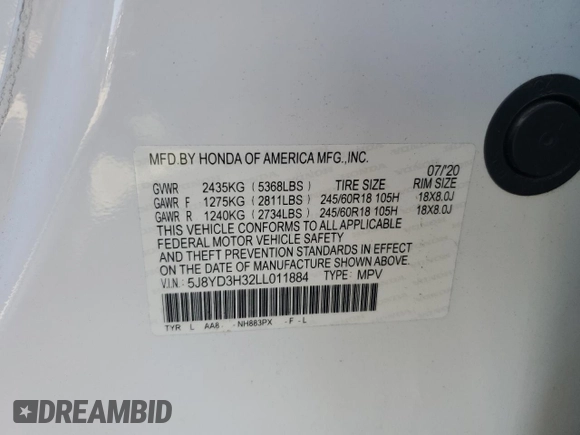 MFD.BY HONDA OF AMERICA MFG.,INC.
07/'20
GVWR 2435KG ( 5368LBS ) TIRE SIZE RIM SIZE
GAWR F 1275KG ( 2811LBS ) 245/60R18 105H 18X8.0J
GAWR R 1240KG ( 2734LBS ) 245/60R18 105H 18X8.0J
THIS VEHICLE CONFORMS TO ALL APPLICABLE
FEDERAL MOTOR VEHICLE SAFETY
AND THEFT PREVENTION STANDARDS IN EFFECT
ON THE DATE OF MANUFACTURE SHOWN ABOVE.
V.I.N.: 5J8YD3H32LL011884 TYPE: MPV
TYR L AA8 - NH883PX - F - L
DREAMBID